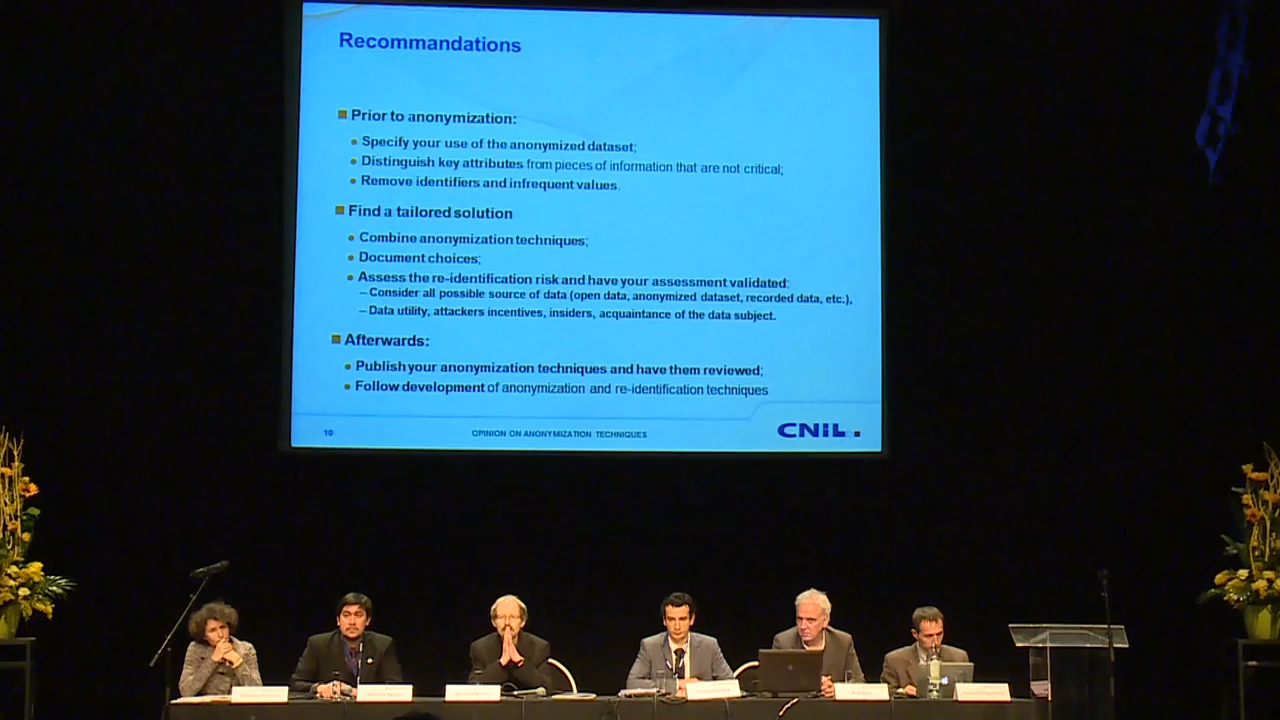 Recommandations
Prior to anonymization:
Specify your use of the anonymized dataset;
Distinguish key attributes from pieces of information that are not critical;
Remove identifiers and infrequent values.
Find a tailored solution
Combine anonymization techniques;
Document choices;
Assess the re-identification risk and have your assessment validated:
– Consider all possible source of data (open data, anonymized dataset, recorded data, etc.),
– Data utility, attackers incentives, insiders, acquaintance of the data subject.
Afterwards:
Publish your anonymization techniques and have them reviewed;
Follow development of anonymization and re-identification techniques
10
OPINION ON ANONYMIZATION TECHNIQUES
CNIL